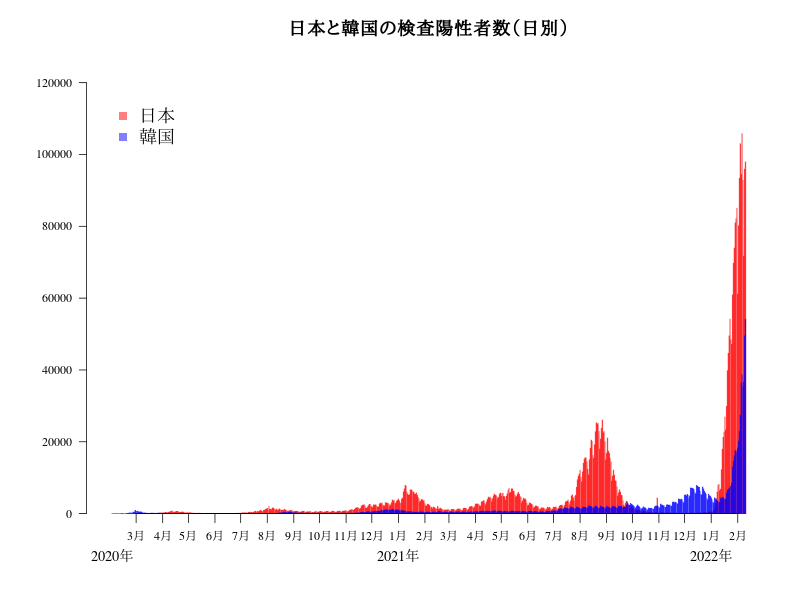 日本と韓国の検査陽性者数（日別）
120000
日本
韓国
100000
80000
60000
40000
20000
0
3月 4月 5月 6月 7月 8月 9月 10月 11月 12月 1月 2月 3月 4月 5月 6月 7月 8月 9月 10月 11月 12月 1月 2月
2020年 2021年 2022年